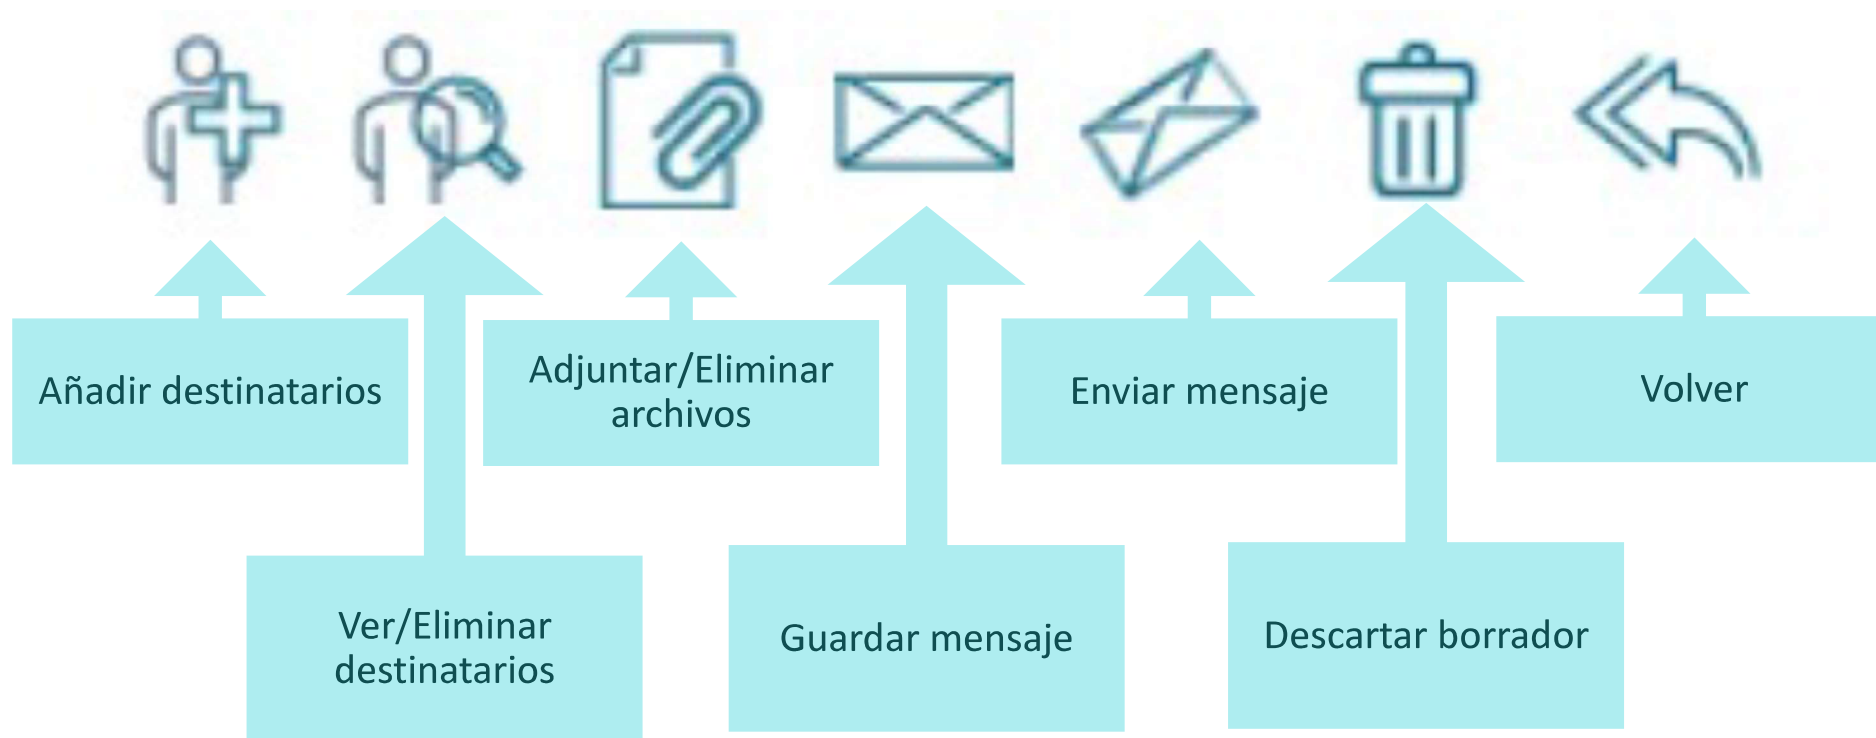 Añadir destinatarios
Adjuntar/Eliminar
archivos
Enviar mensaje
Volver
Ver/Eliminar
destinatarios
Guardar mensaje
Descartar borrador